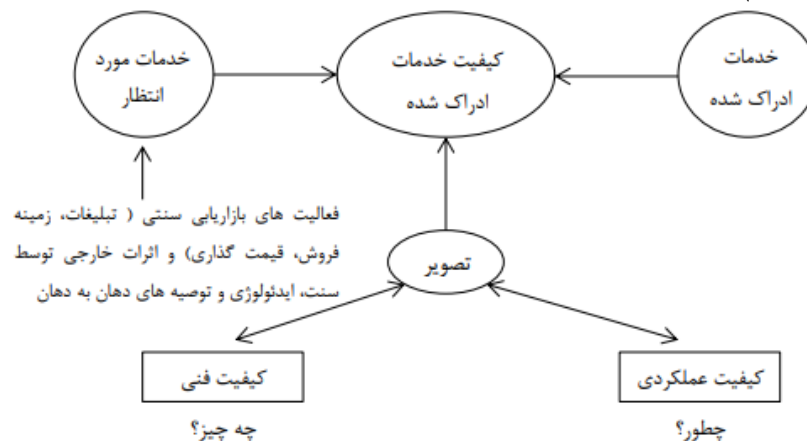 خدمات
ادراک شده
کیفیت خدمات
ادراک شده
خدمات مورد
انتظار
فعالیت های بازاریابی سنتی ( تبلیغات، زمینه
فروش، قیمت گذاری) و اثرات خارجی توسط
سنت، ایدئولوژی و توصیه های دهان به دهان
تصویر
کیفیت عملکردی
چطور؟
کیفیت فنی
چه چیز؟